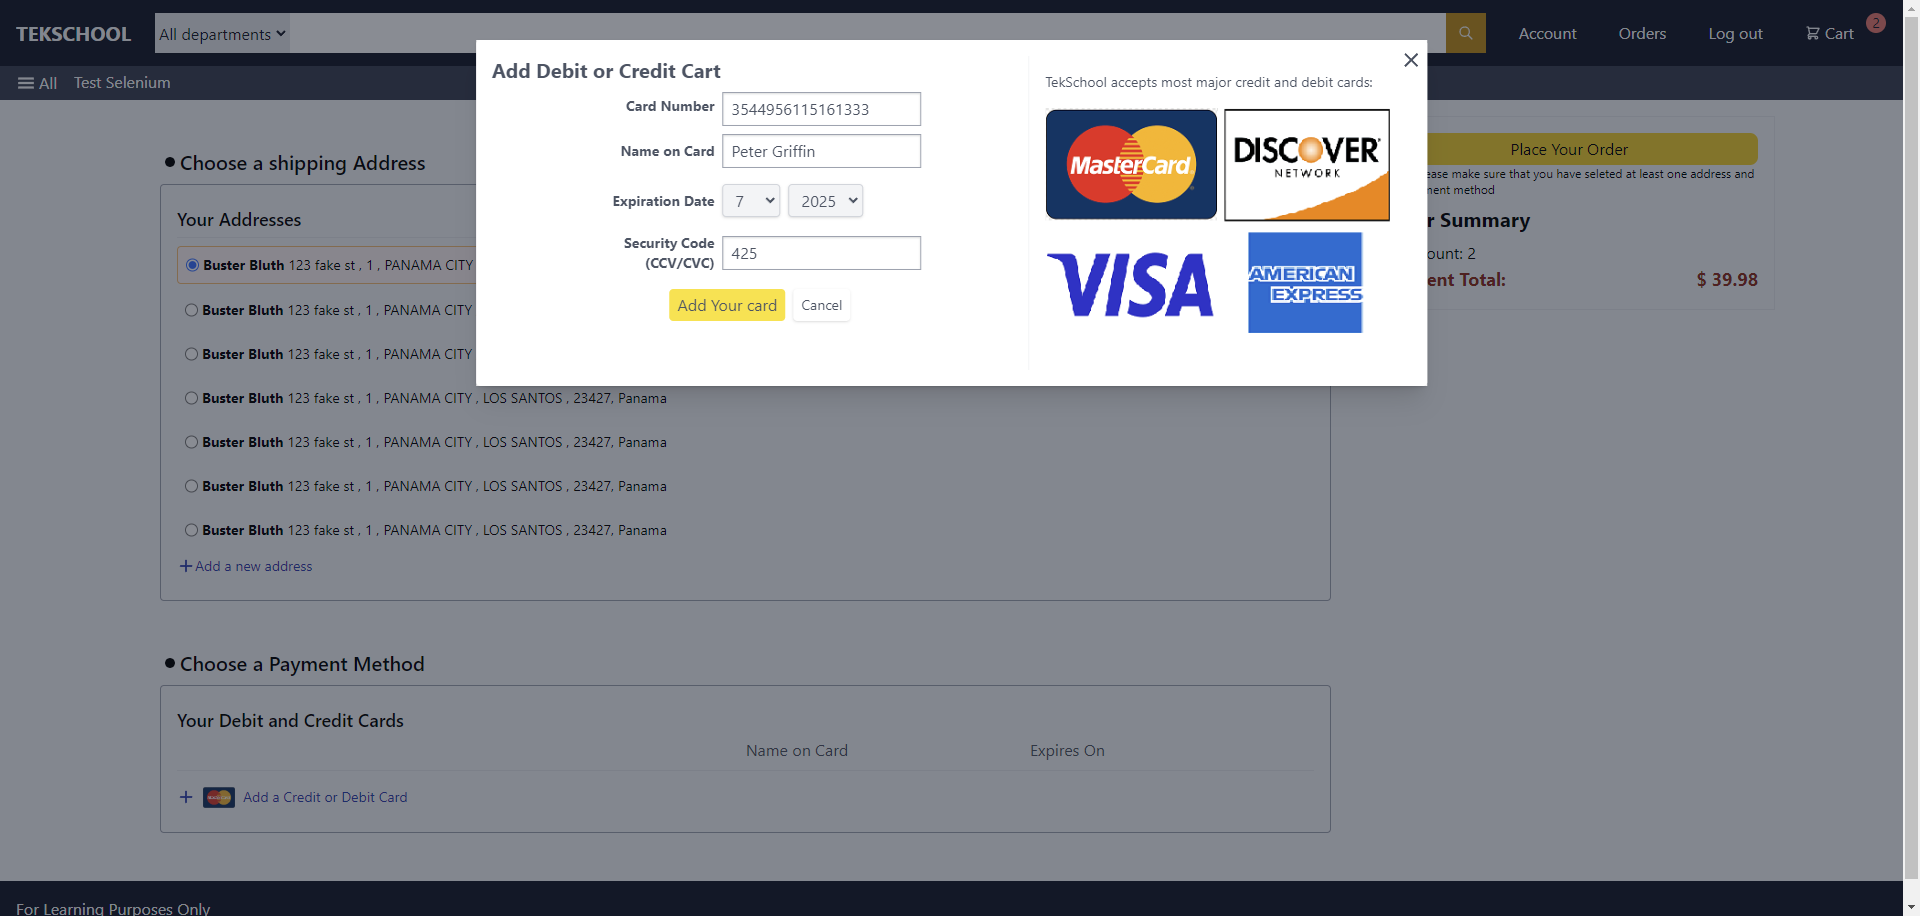 TEKSCHOOL
All departments
Account
Orders
Log out
Cart
2
All
Test Selenium
Add Debit or Credit Cart
Card Number
3544956115161333
Name on Card
Peter Griffin
Expiration Date
7
2025
Security Code
(CCV/CVC)
425
Add Your card
Cancel
TekSchool accepts most major credit and debit cards:
MasterCard
DISCOVER
NETWORK
VISA
AMERICAN
EXPRESS
Choose a shipping Address
Your Addresses
Buster Bluth 123 fake st , 1 , PANAMA CITY
Buster Bluth 123 fake st , 1 , PANAMA CITY
Buster Bluth 123 fake st , 1 , PANAMA CITY
Buster Bluth 123 fake st , 1 , PANAMA CITY , LOS SANTOS , 23427, Panama
Buster Bluth 123 fake st , 1 , PANAMA CITY , LOS SANTOS , 23427, Panama
Buster Bluth 123 fake st , 1 , PANAMA CITY , LOS SANTOS , 23427, Panama
Buster Bluth 123 fake st , 1 , PANAMA CITY , LOS SANTOS , 23427, Panama
Add a new address
Place Your Order
ease make sure that you have seleted at least one address and
ment method
r Summary
ount: 2
ent Total:
$ 39.98
Choose a Payment Method
Your Debit and Credit Cards
Name on Card
Expires On
Add a Credit or Debit Card
For Learning Purposes Only